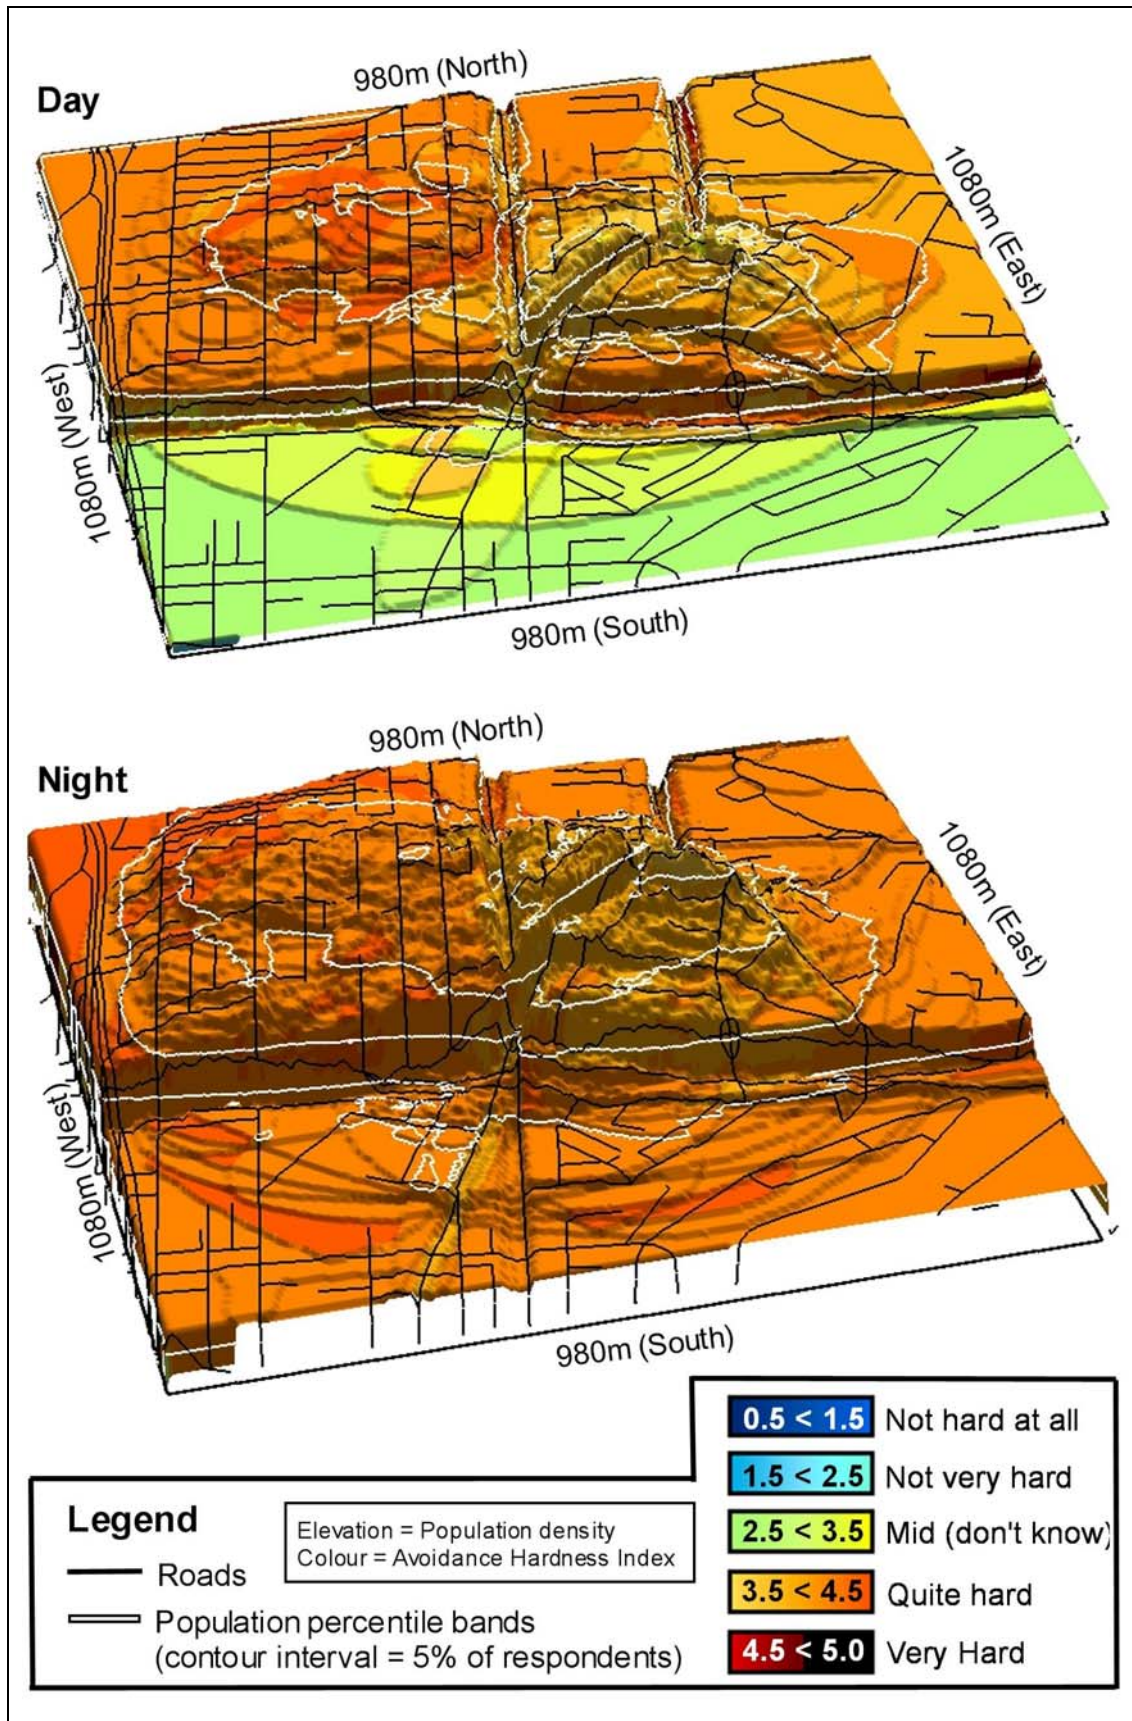 980m (North)
Day
1080m (East)
1080m (West)
980m (South)
980m (North)
Night
1080m (East)
1080m (West)
980m (South)
Legend
Roads
Population percentile bands
(contour interval = 5% of respondents)
Elevation = Population density
Colour = Avoidance Hardness Index
0.5 < 1.5 Not hard at all
1.5 < 2.5 Not very hard
2.5 < 3.5 Mid (don't know)
3.5 < 4.5 Quite hard
4.5 < 5.0 Very Hard